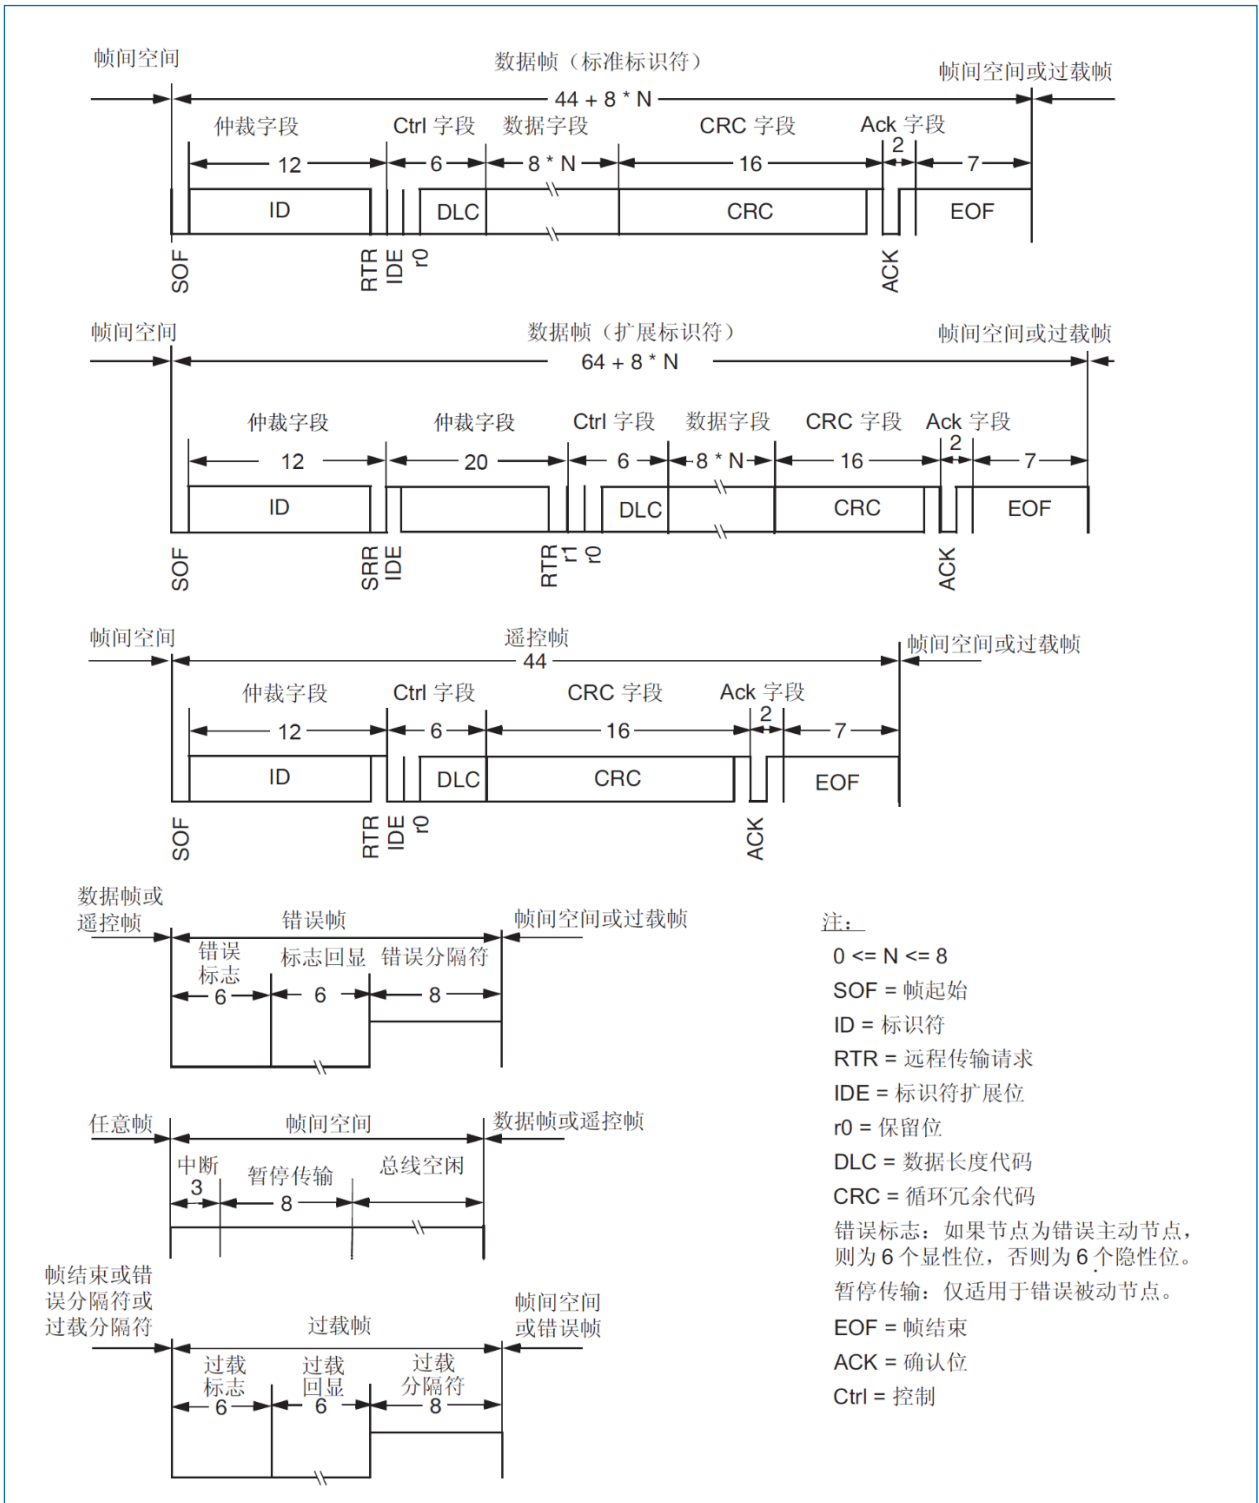 帧间空间
数据帧（标准标识符）
帧间空间或过载帧
44 + 8 * N
仲裁字段 Ctrl 字段 数据字段 CRC 字段 Ack 字段
12 6 8 * N 16 2 7
ID DLC CRC EOF
SOF RTR IDE r0 ACK
帧间空间 数据帧（扩展标识符） 帧间空间或过载帧
64 + 8 * N
仲裁字段 仲裁字段 Ctrl 字段 数据字段 CRC 字段 Ack 字段
12 20 6 8 * N 16 2 7
ID DLC CRC EOF
SOF SRR IDE RTR r1 r0 ACK
帧间空间 遥控帧 帧间空间或过载帧
44
仲裁字段 Ctrl 字段 CRC 字段 Ack 字段
12 6 16 2 7
ID DLC CRC EOF
SOF RTR IDE r0 ACK
数据帧或
遥控帧
错误帧
帧间空间或过载帧
错误
标志
标志回显
错误分隔符
6 6 8
任意帧 帧间空间 数据帧或遥控帧
中断 暂停传输 总线空闲
3 8
帧结束或错
误分隔符或
过载分隔符
过载帧
帧间空间
或错误帧
过载
标志
过载
回显
过载
分隔符
6 6 8
注：
0 <= N <= 8
SOF = 帧起始
ID = 标识符
RTR = 远程传输请求
IDE = 标识符扩展位
r0 = 保留位
DLC = 数据长度代码
CRC = 循环冗余代码
错误标志：如果节点为错误主动节点，
则为 6 个显性位，否则为 6 个隐性位。
暂停传输：仅适用于错误被动节点。
EOF = 帧结束
ACK = 确认位
Ctrl = 控制